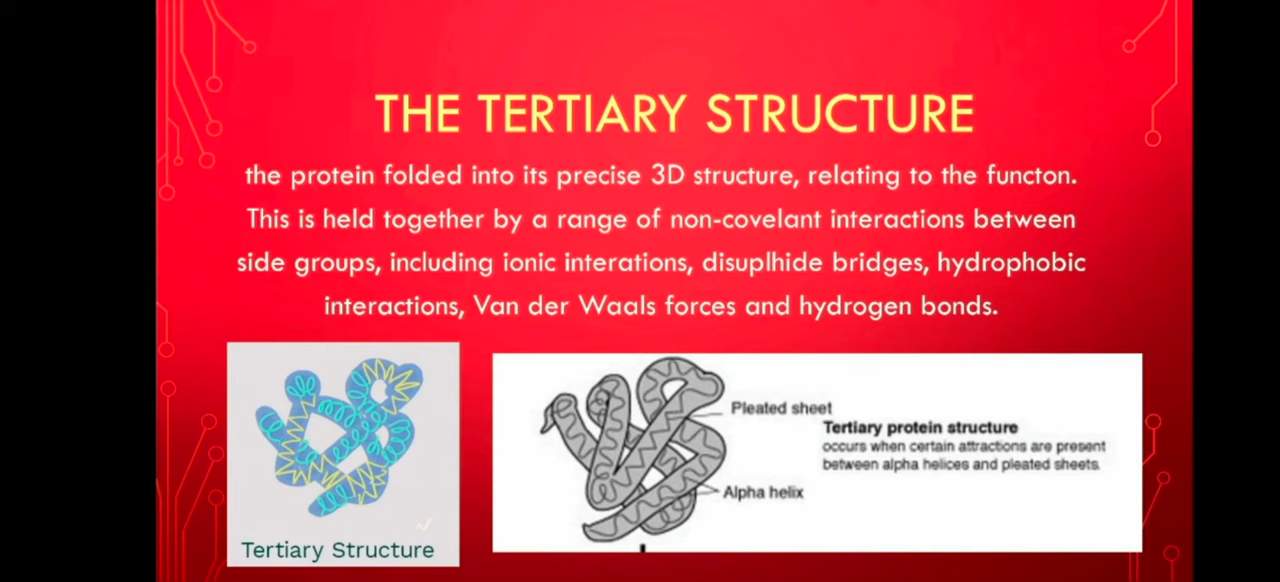 THE TERTIARY STRUCTURE
the protein folded into its precise 3D structure, relating to the functon.
This is held together by a range of non-covelant interactions between
side groups, including ionic interations, disuplhide bridges, hydrophobic
interactions, Van der Waals forces and hydrogen bonds.
Tertiary Structure
Pleated sheet
Tertiary protein structure
occurs when certain attractions are present
between alpha helices and pleated sheets.
Alpha helix